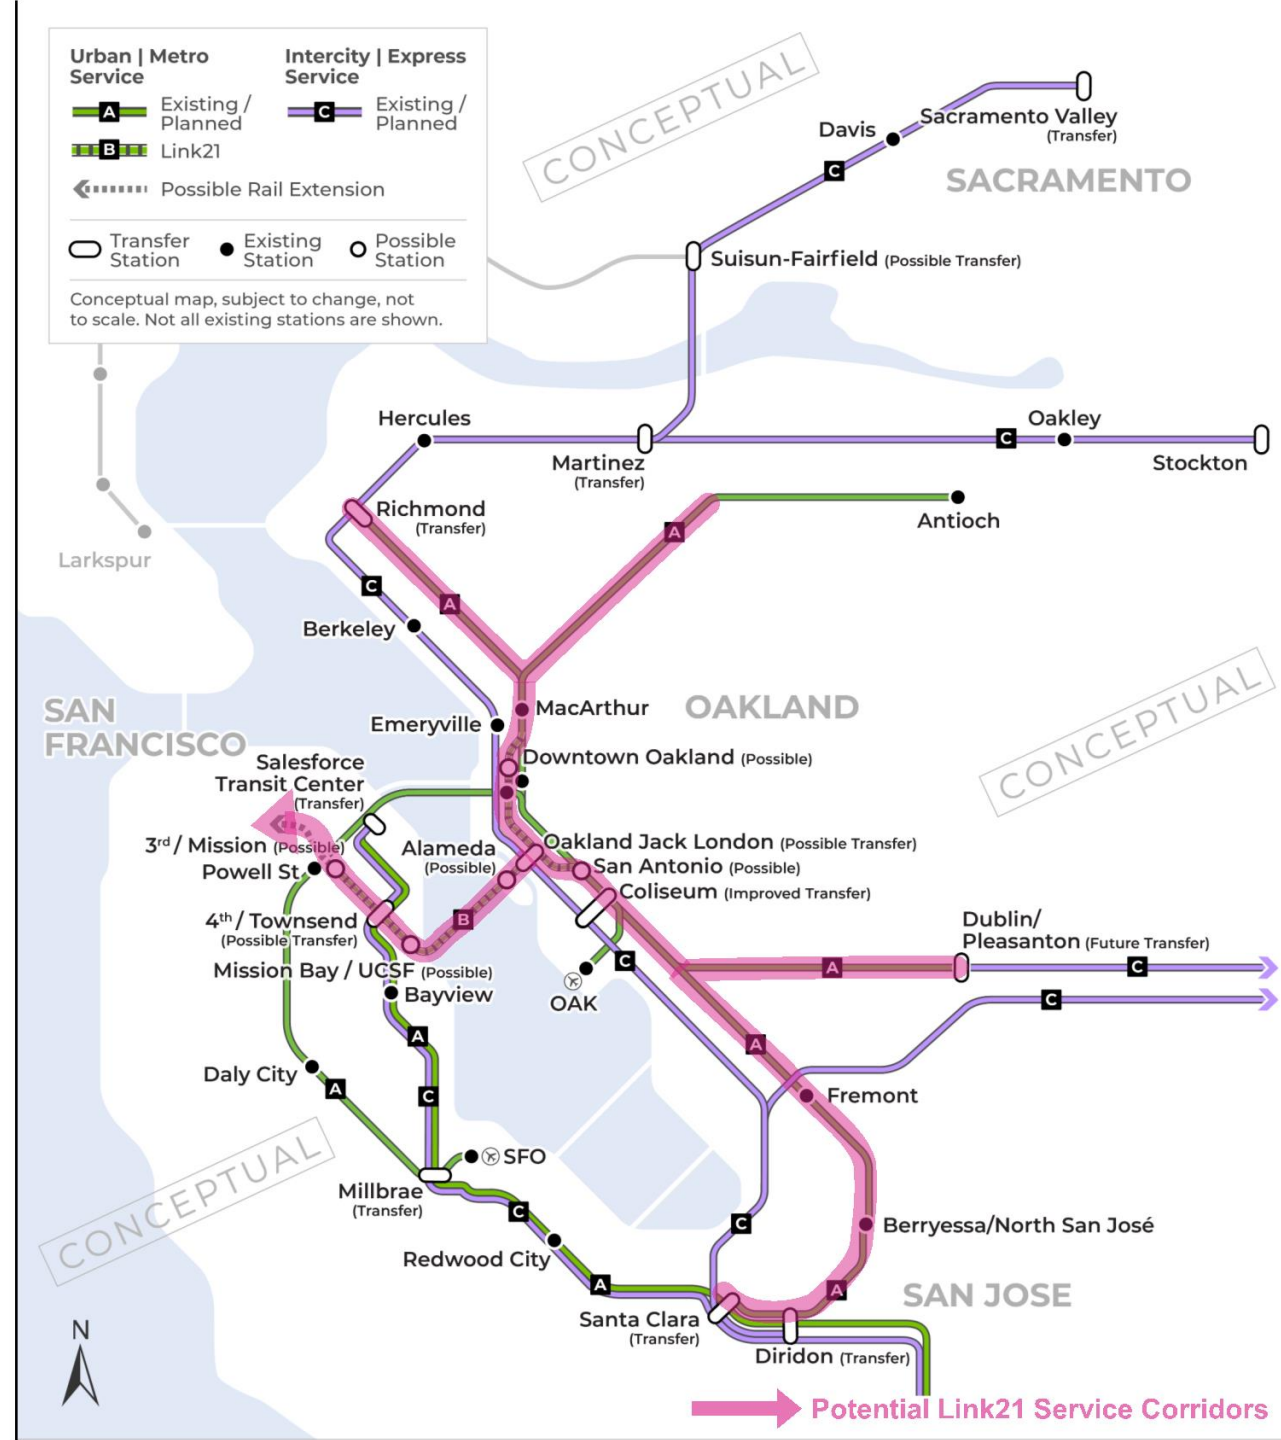 Urban | Metro
Service
Intercity | Express
Service
A
Existing /
Planned
C
Existing /
Planned
B
Link21
Possible Rail Extension
Transfer
Station
Existing
Station
Possible
Station
Conceptual map, subject to change, not
to scale. Not all existing stations are shown.
CONCEPTUAL
Sacramento Valley
(Transfer)
Davis
C
SACRAMENTO
Suisun-Fairfield (Possible Transfer)
Hercules
Martinez
(Transfer)
C
Oakley
Stockton
Richmond
(Transfer)
A
Antioch
Larkspur
C
A
Berkeley
SAN
FRANCISCO
Emeryville
MacArthur
OAKLAND
CONCEPTUAL
Downtown Oakland (Possible)
Salesforce
Transit Center
(Transfer)
3rd / Mission (Possible)
Powell St
Alameda
(Possible)
Oakland Jack London (Possible Transfer)
San Antonio (Possible)
Coliseum (Improved Transfer)
4th / Townsend
(Possible Transfer)
B
Mission Bay / UCSF (Possible)
Bayview
OAK
C
Dublin/
Pleasanton (Future Transfer)
A
C
C
A
A
Fremont
Daly City
A
C
SFO
CONCEPTUAL
Millbrae
(Transfer)
C
Redwood City
C
Berryessa/North San José
A
A
SAN JOSE
Santa Clara
(Transfer)
Diridon (Transfer)
N
Potential Link21 Service Corridors